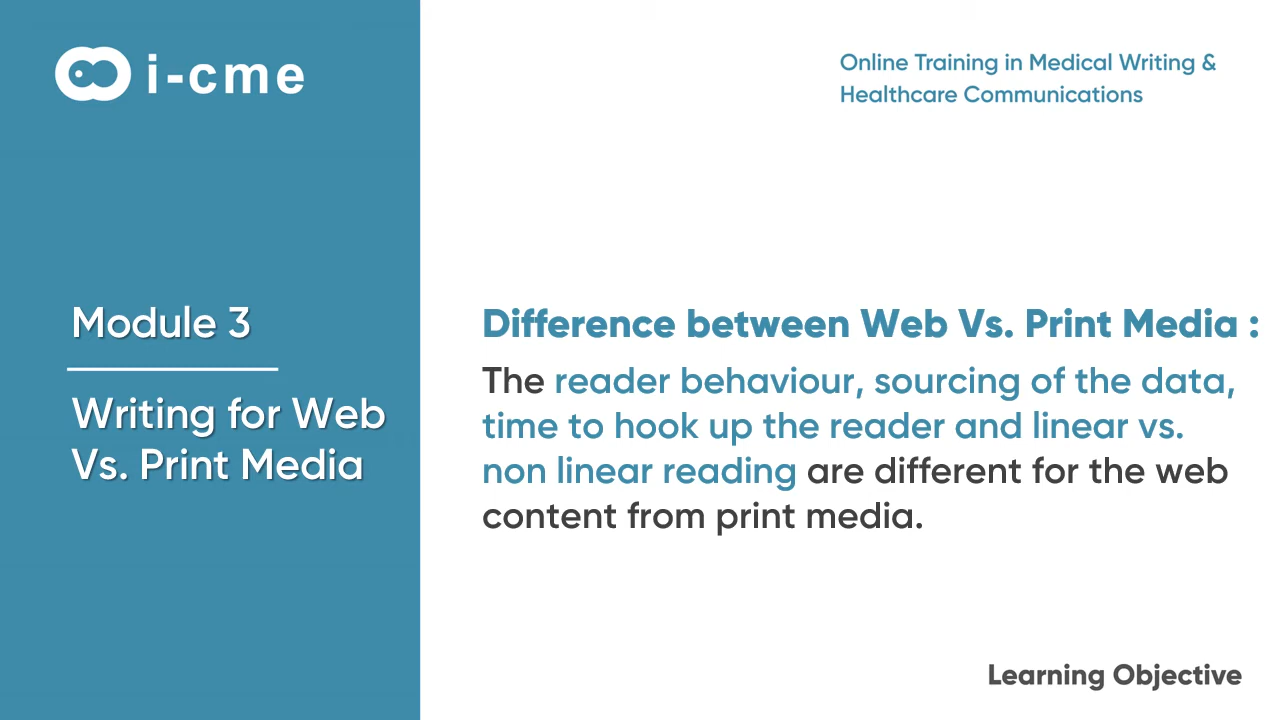 i-cme
Online Training in Medical Writing &
Healthcare Communications
Module 3
Writing for Web
Vs. Print Media
Difference between Web Vs. Print Media :
The reader behaviour, sourcing of the data,
time to hook up the reader and linear vs.
non linear reading are different for the web
content from print media.
Learning Objective